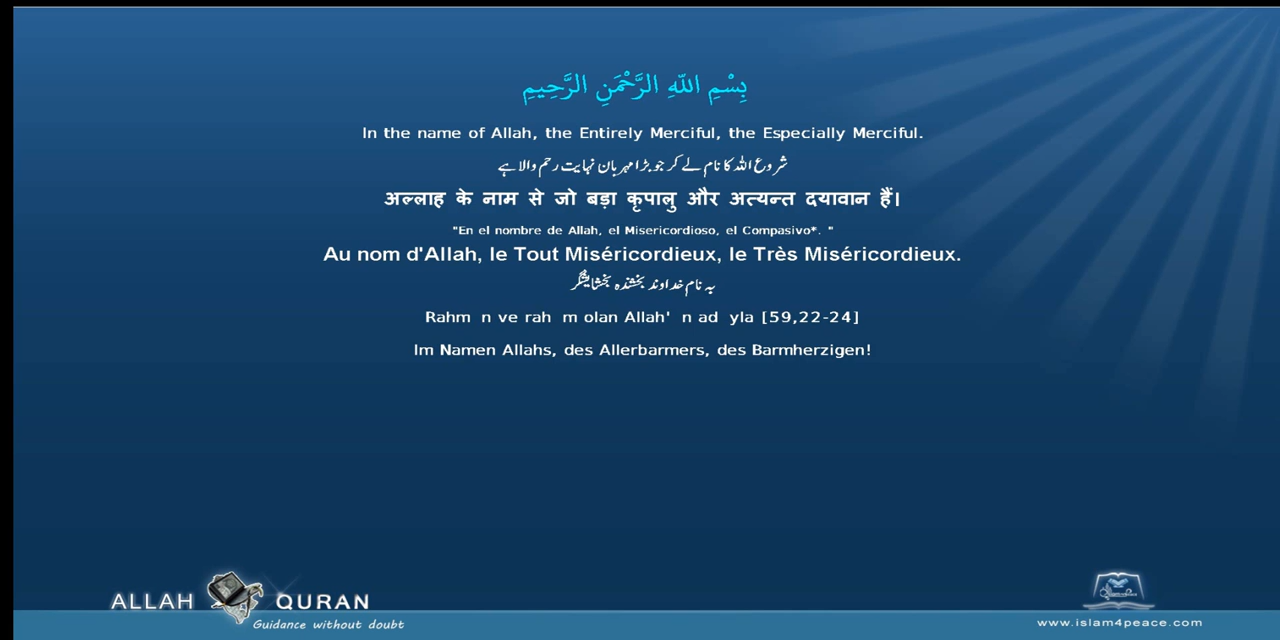 بِسْمِ اللّهِ الرَّحْمَنِ الرَّحِيمِ
In the name of Allah, the Entirely Merciful, the Especially Merciful.
شروع الله کا نام لے کر جو بڑا مہربان نہایت رحم والا ہے
अल्लाह के नाम से जो बड़ा कृपालु और अत्यन्त दयावान हैं।
"En el nombre de Allah, el Misericordioso, el Compasivo*. "
Au nom d'Allah, le Tout Miséricordieux, le Très Miséricordieux.
به نام خداوند بخشنده بخشایشگر
Rahm n ve rah m olan Allah' n ad yla [59,22-24]
Im Namen Allahs, des Allerbarmers, des Barmherzigen!
ALLAH QURAN
Guidance without doubt
www.islam4peace.com